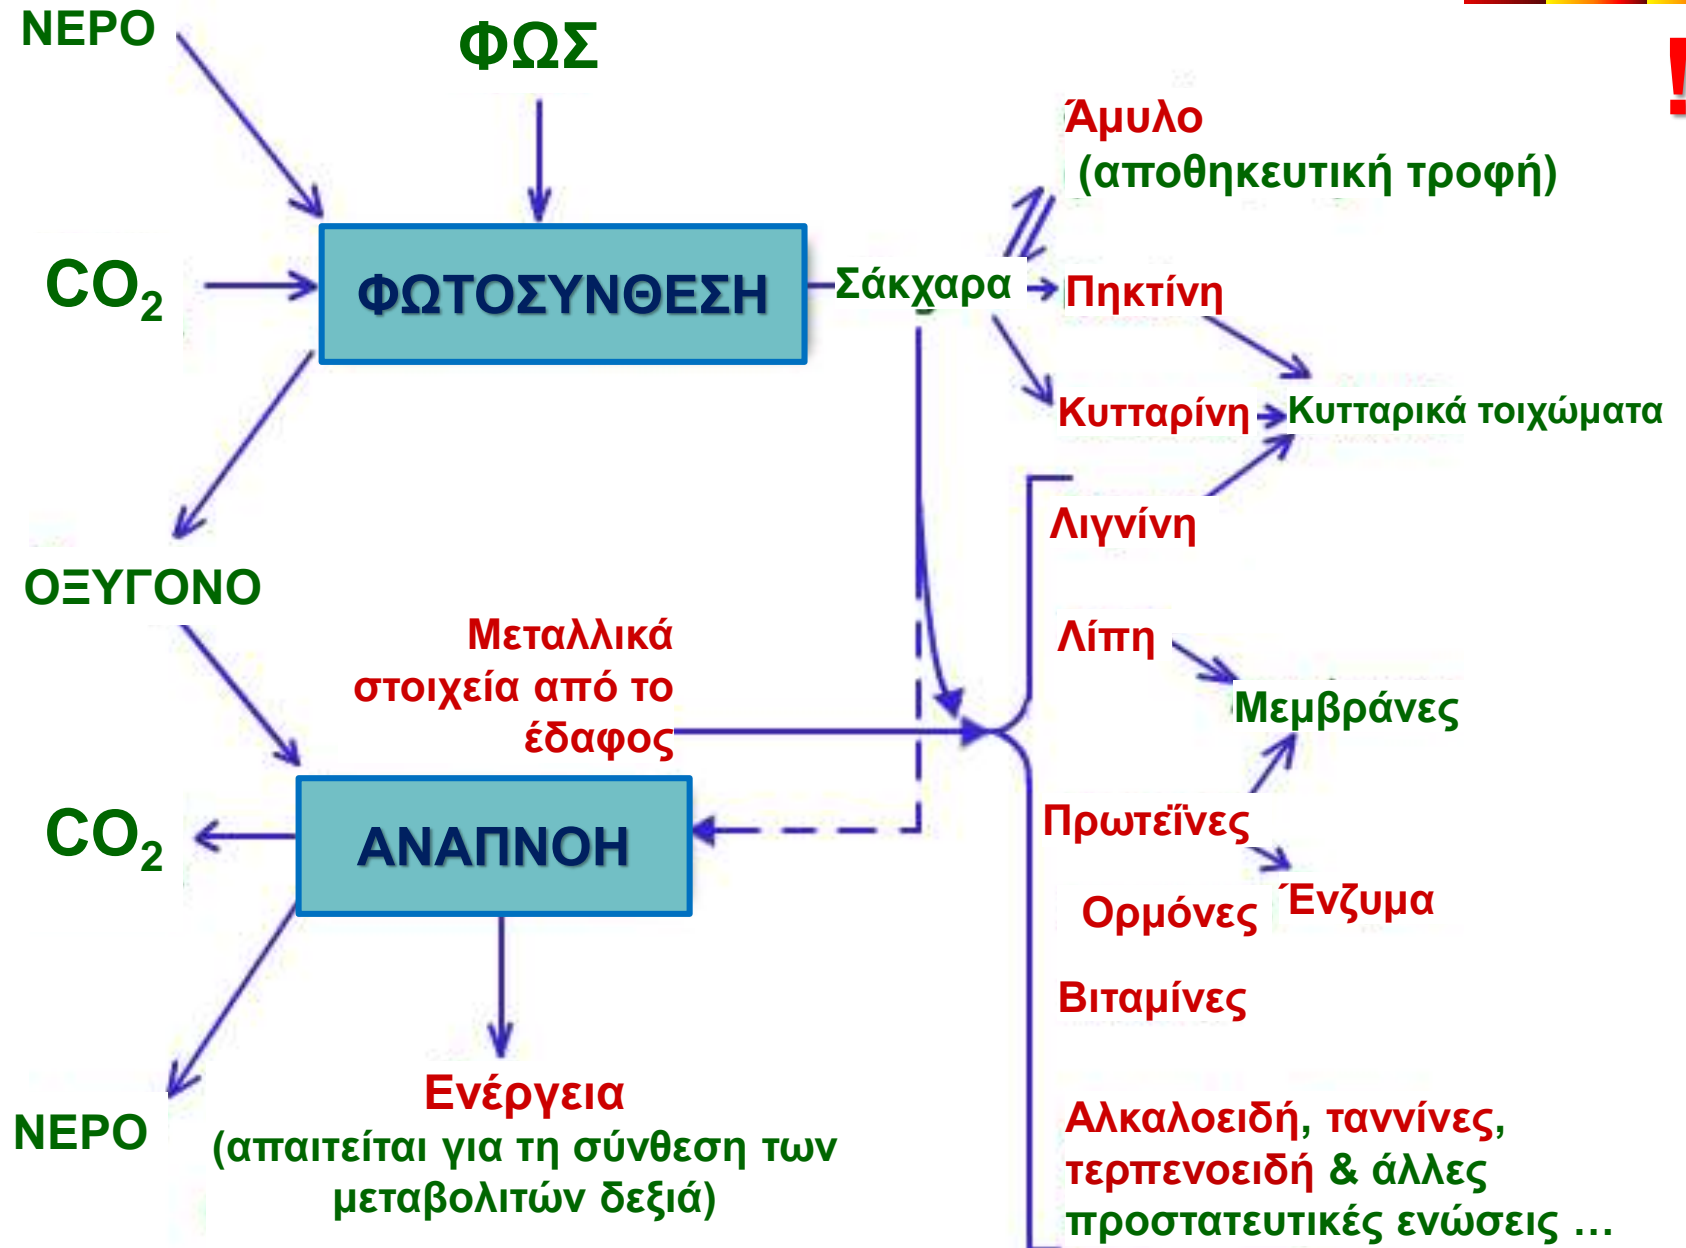 ΝΕΡΟ
ΦΩΣ
!
Άμυλο
(αποθηκευτική τροφή)
CO₂
ΦΩΤΟΣΥΝΘΕΣΗ
Σάκχαρα
Πηκτίνη
Κυτταρίνη
Κυτταρικά τοιχώματα
Λιγνίνη
ΟΞΥΓΟΝΟ
Μεταλλικά
στοιχεία από το
έδαφος
Λίπη
Μεμβράνες
CO₂
ΑΝΑΠΝΟΗ
Πρωτεΐνες
Ορμόνες
Ένζυμα
Βιταμίνες
Ενέργεια
(απαιτείται για τη σύνθεση των
μεταβολιτών δεξιά)
ΝΕΡΟ
Αλκαλοειδή, ταννίνες,
τερπενοειδή & άλλες
προστατευτικές ενώσεις ...